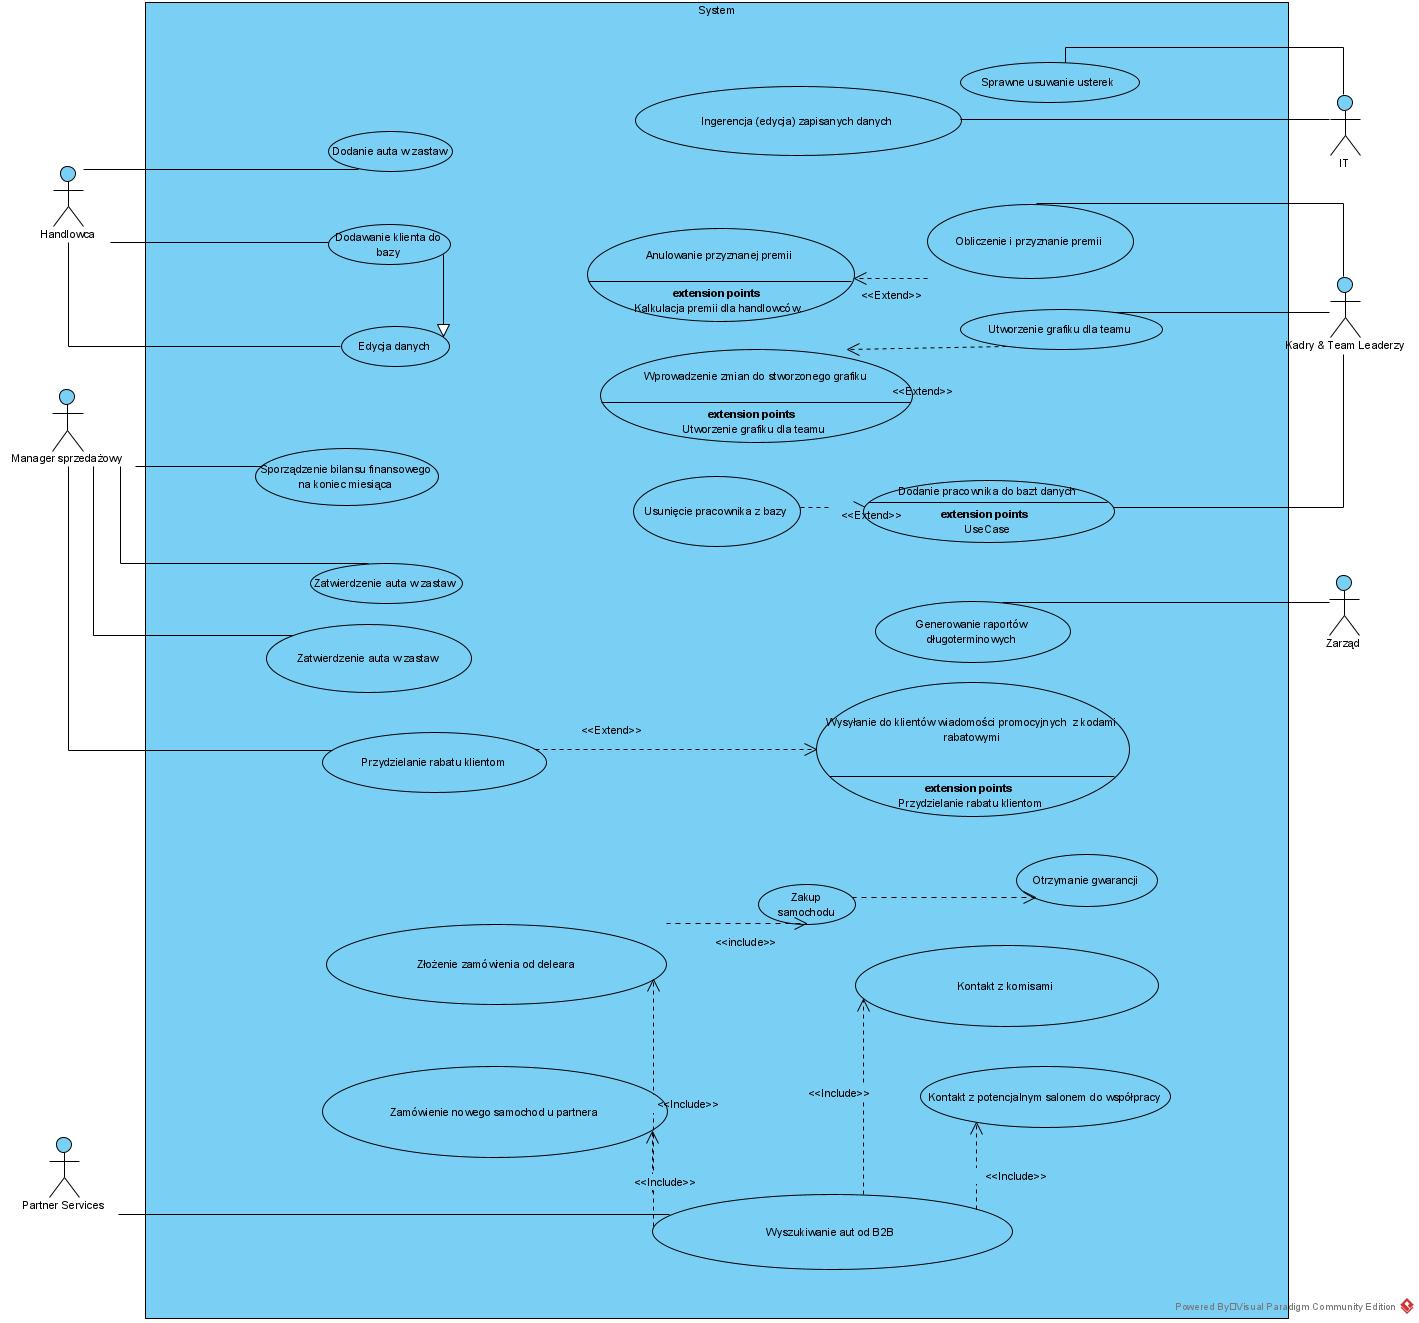 System
Sprawne usuwanie usterek
Ingerencja (edycja) zapisanych danych
IT
Dodanie auta w zastaw
Handlowca
Dodawanie klienta do
bazy
Edycja danych
Obliczenie i przyznanie premii
Anulowanie przyznanej premii
extension points
Kalkulacja premii dla handlowców
<<Extend>>
Utworzenie grafiku dla teamu
Kadry & Team Leaderzy
Wprowadzenie zmian do stworzonego grafiku
<<Extend>>
extension points
Utworzenie grafiku dla teamu
Manager sprzedażowy
Sporządzenie bilansu finansowego
na koniec miesiąca
Usunięcie pracownika z bazy
<<Extend>>
Dodanie pracownika do bazt danych
extension points
UseCase
Zatwierdzenie auta w zastaw
Zatwierdzenie auta w zastaw
Generowanie raportów
długoterminowych
Zarząd
Przydzielanie rabatu klientom
<<Extend>>
Wysyłanie do klientów wiadomości promocyjnych z kodami
rabatowymi
extension points
Przydzielanie rabatu klientom
Otrzymanie gwarancji
Zakup
samochodu
<<include>>
Złożenie zamówienia od deleara
Kontakt z komisami
<<Include>>
<<Include>>
Kontakt z potencjalnym salonem do współpracy
Zamówienie nowego samochod u partnera
<<Include>>
<<Include>>
Partner Services
Wyszukiwanie aut od B2B
Powered By Visual Paradigm Community Edition